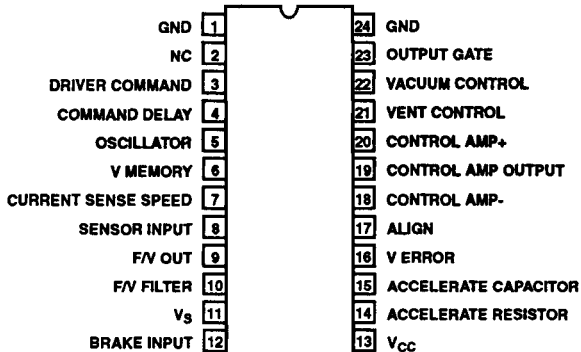 GND 1
NC 2
DRIVER COMMAND 3
COMMAND DELAY 4
OSCILLATOR 5
V MEMORY 6
CURRENT SENSE SPEED 7
SENSOR INPUT 8
F/V OUT 9
F/V FILTER 10
VS 11
BRAKE INPUT 12
24 GND
23 OUTPUT GATE
22 VACUUM CONTROL
21 VENT CONTROL
20 CONTROL AMP+
19 CONTROL AMP OUTPUT
18 CONTROL AMP-
17 ALIGN
16 V ERROR
15 ACCELERATE CAPACITOR
14 ACCELERATE RESISTOR
13 VCC